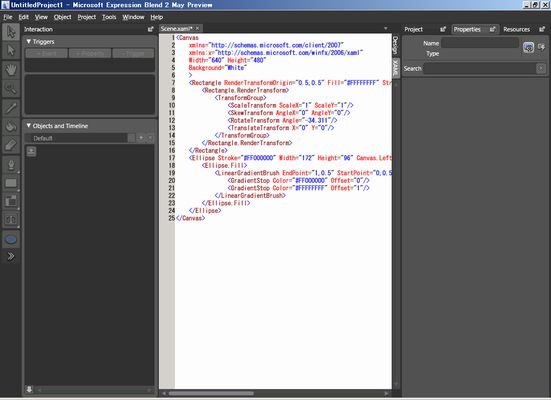 UntitledProject1 - Microsoft Expression Blend 2 May Preview
File Edit View Object Project Tools Window Help
Interaction
Triggers
+ Event + Property - Trigger
Objects and Timeline
Default
Scene.xaml*
1 <Canvas
2 xmlns="http://schemas.microsoft.com/client/2007"
3 xmlns:x="http://schemas.microsoft.com/winfx/2006/xaml"
4 Width="640" Height="480"
5 Background="White"
6 >
7 <Rectangle RenderTransformOrigin="0.5,0.5" Fill="#FFFFFFFF" Str
8 <Rectangle.RenderTransform>
9 <TransformGroup>
10 <ScaleTransform ScaleX="1" ScaleY="1"/>
11 <SkewTransform AngleX="0" AngleY="0"/>
12 <RotateTransform Angle="-34.311"/>
13 <TranslateTransform X="0" Y="0"/>
14 </TransformGroup>
15 </Rectangle.RenderTransform>
16 </Rectangle>
17 <Ellipse Stroke="#FF000000" Width="172" Height="96" Canvas.Left
18 <Ellipse.Fill>
19 <LinearGradientBrush EndPoint="1,0.5" StartPoint="0,0.5
20 <GradientStop Color="#FF000000" Offset="0"/>
21 <GradientStop Color="#FFFFFFFF" Offset="1"/>
22 </LinearGradientBrush>
23 </Ellipse.Fill>
24 </Ellipse>
25 </Canvas>
Design
XAML
Project Properties Resources
Name
Type
Search